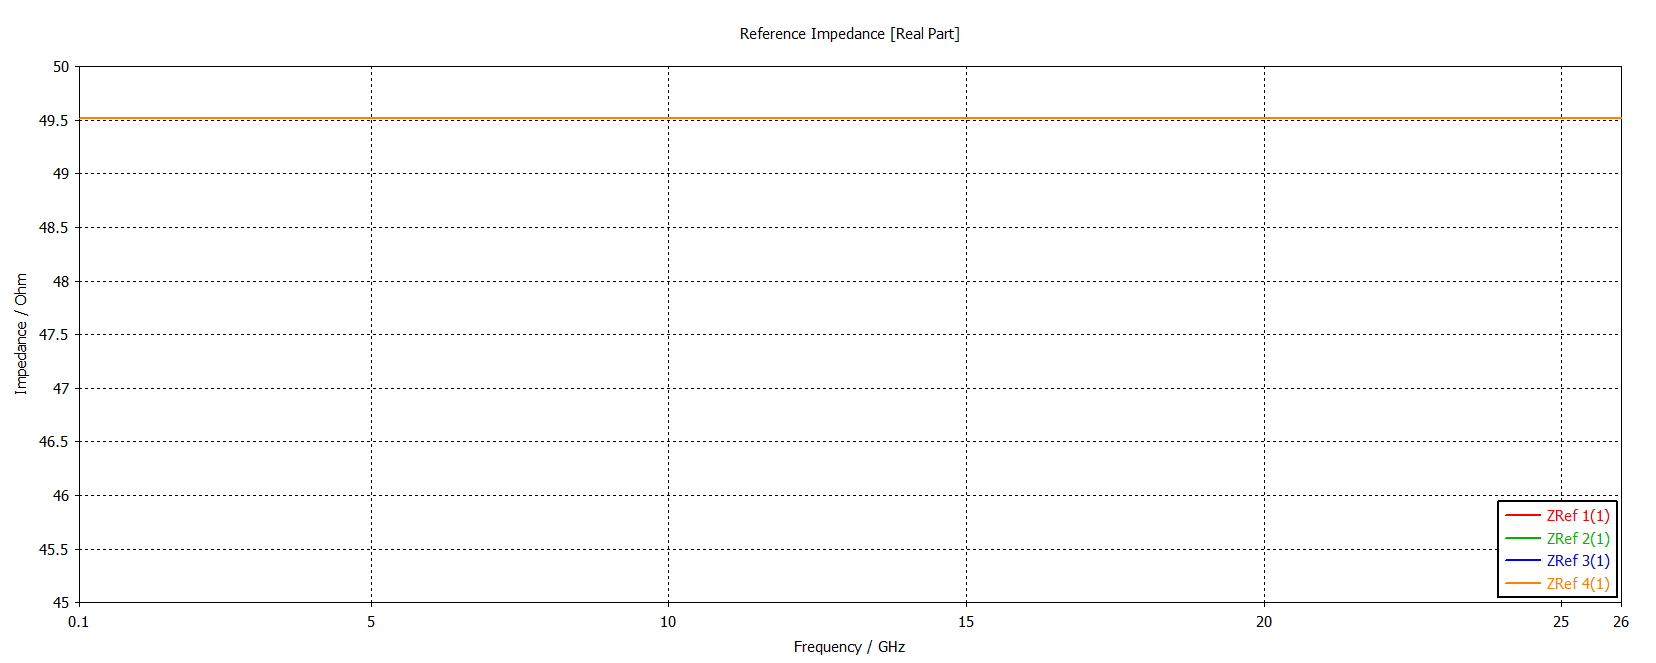 Reference Impedance [Real Part]
50
49.5
49
48.5
48
47.5
47
46.5
46
45.5
45
Impedance / Ohm
0.1 5 10 15 20 25 26
Frequency / GHz
ZRef 1(1)
ZRef 2(1)
ZRef 3(1)
ZRef 4(1)